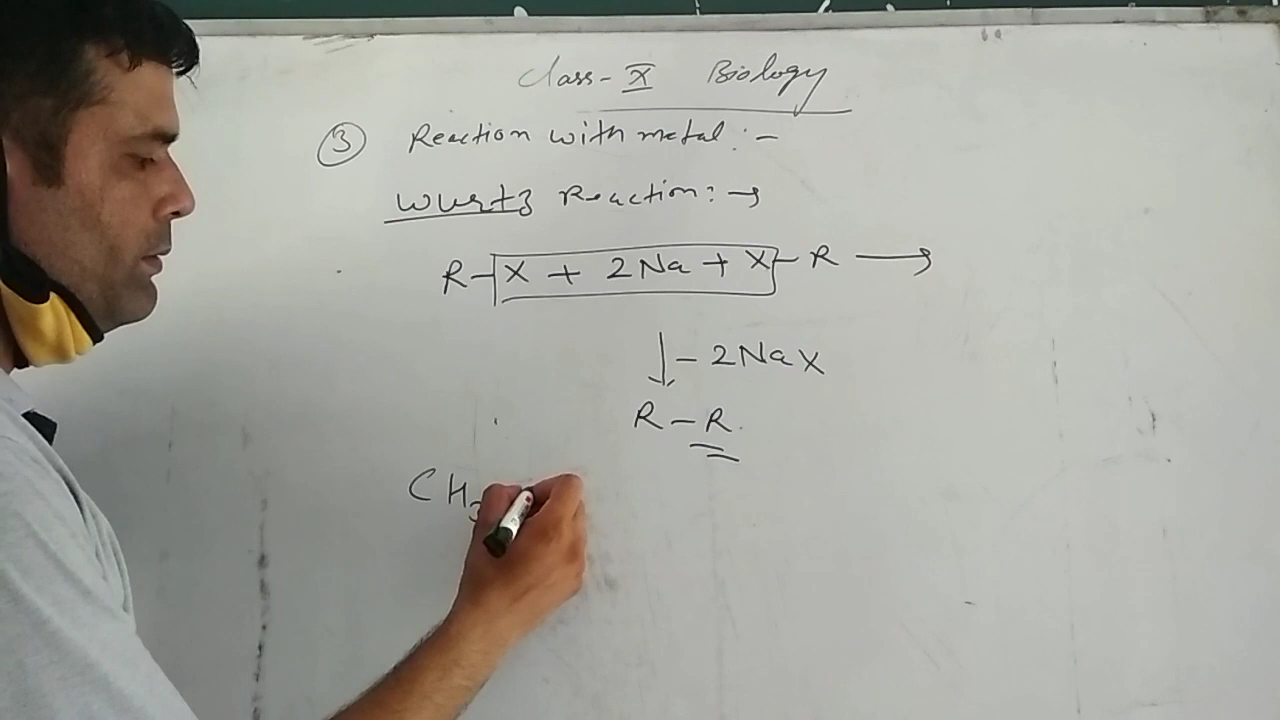 Class-X Biology
③ Reaction with metal:-
Wurtz Reaction:→
R-X + 2Na + X-R →
↓ - 2NaX
R-R
CH3